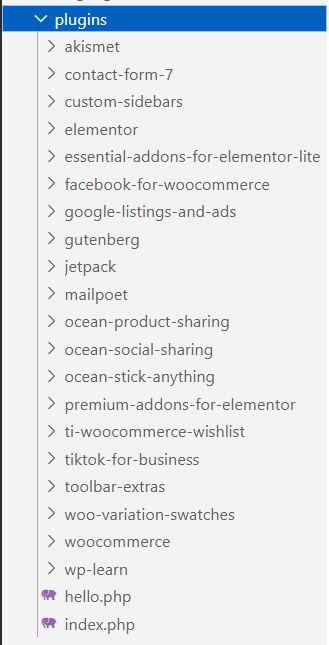 plugins
akismet
contact-form-7
custom-sidebars
elementor
essential-addons-for-elementor-lite
facebook-for-woocommerce
google-listings-and-ads
gutenberg
jetpack
mailpoet
ocean-product-sharing
ocean-social-sharing
ocean-stick-anything
premium-addons-for-elementor
ti-woocommerce-wishlist
tiktok-for-business
toolbar-extras
woo-variation-swatches
woocommerce
wp-learn
hello.php
index.php